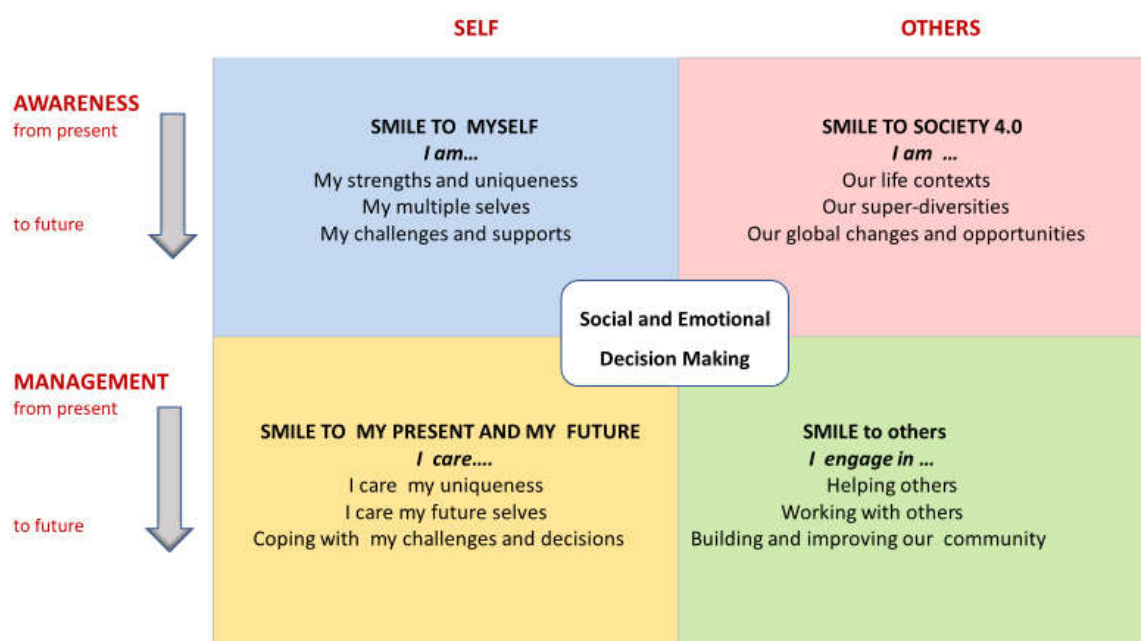 SELF
OTHERS
AWARENESS
from present
to future
SMILE TO MYSELF
I am...
My strengths and uniqueness
My multiple selves
My challenges and supports
SMILE TO SOCIETY 4.0
I am ...
Our life contexts
Our super-diversities
Our global changes and opportunities
Social and Emotional
Decision Making
MANAGEMENT
from present
to future
SMILE TO MY PRESENT AND MY FUTURE
I care....
I care my uniqueness
I care my future selves
Coping with my challenges and decisions
SMILE to others
I engage in ...
Helping others
Working with others
Building and improving our community